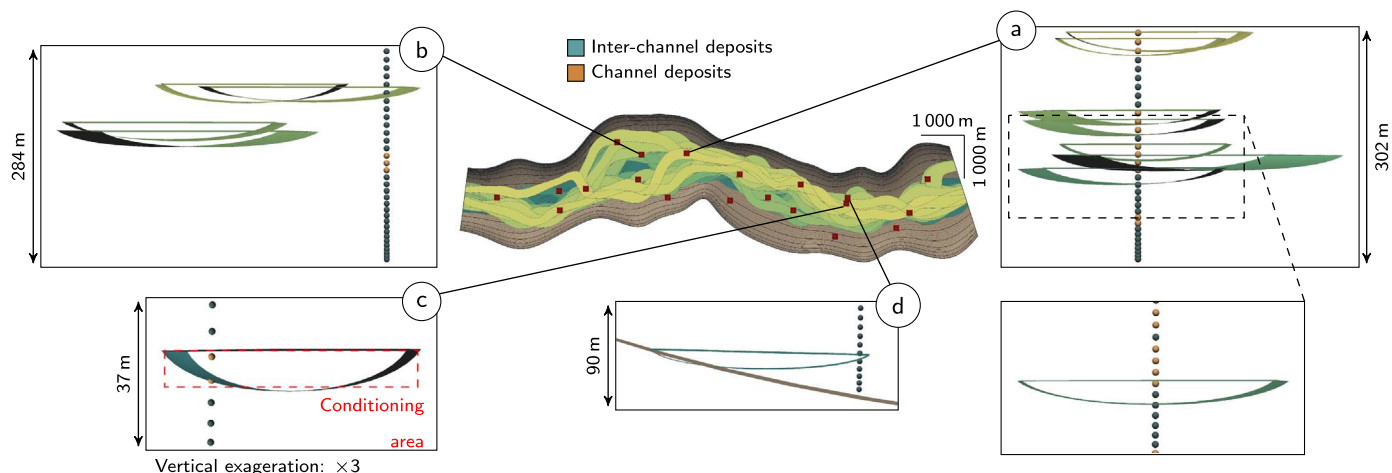 b
a
Inter-channel deposits
Channel deposits
284 m
1 000 m
1 000 m
302 m
c
d
37 m
Conditioning
area
90 m
Vertical exageration: ×3